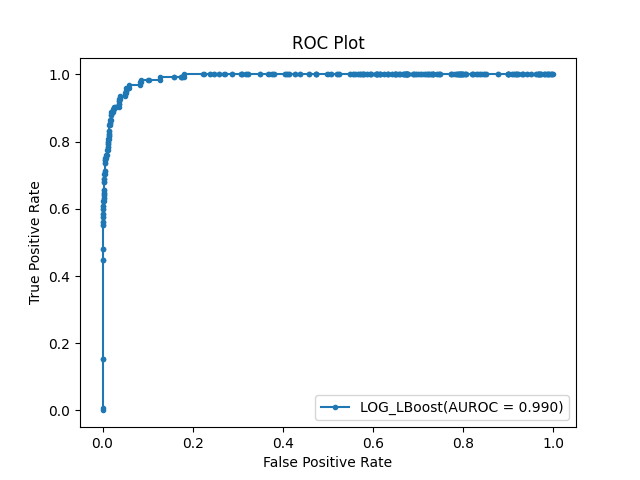 ROC Plot
1.0
0.8
0.6
0.4
0.2
0.0
True Positive Rate
LOG_LBoost(AUROC = 0.990)
0.0 0.2 0.4 0.6 0.8 1.0
False Positive Rate